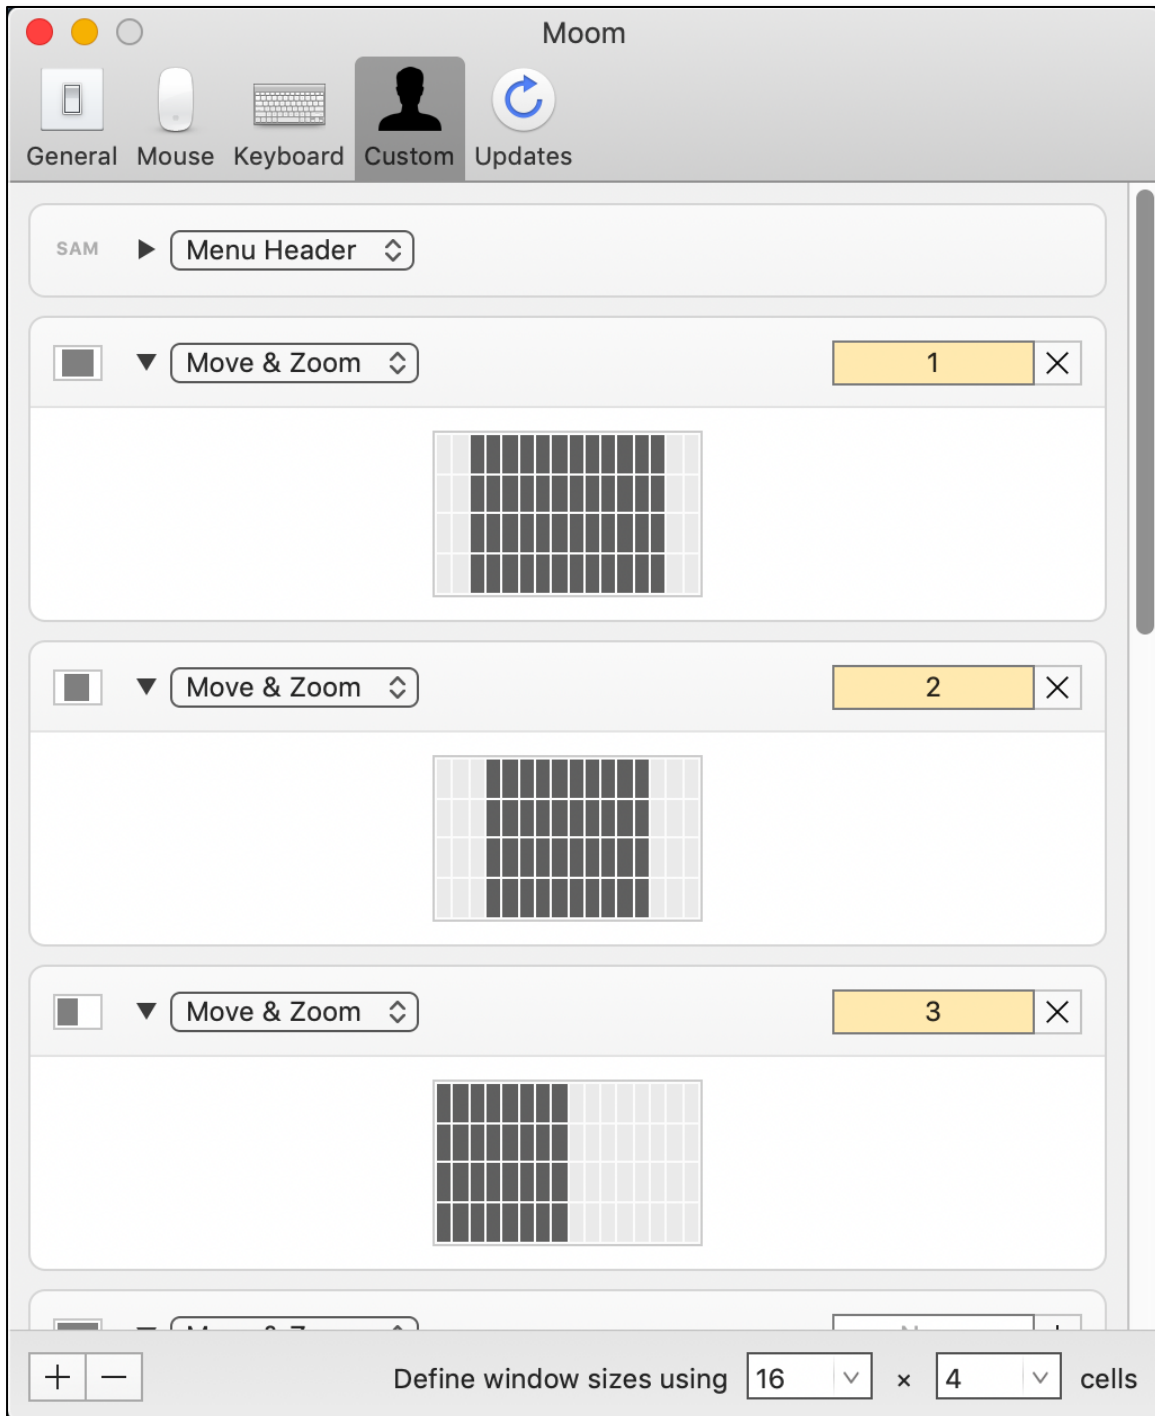 Moom
General Mouse Keyboard Custom Updates
SAM Menu Header
Move & Zoom 1
Move & Zoom 2
Move & Zoom 3
Define window sizes using 16 × 4 cells